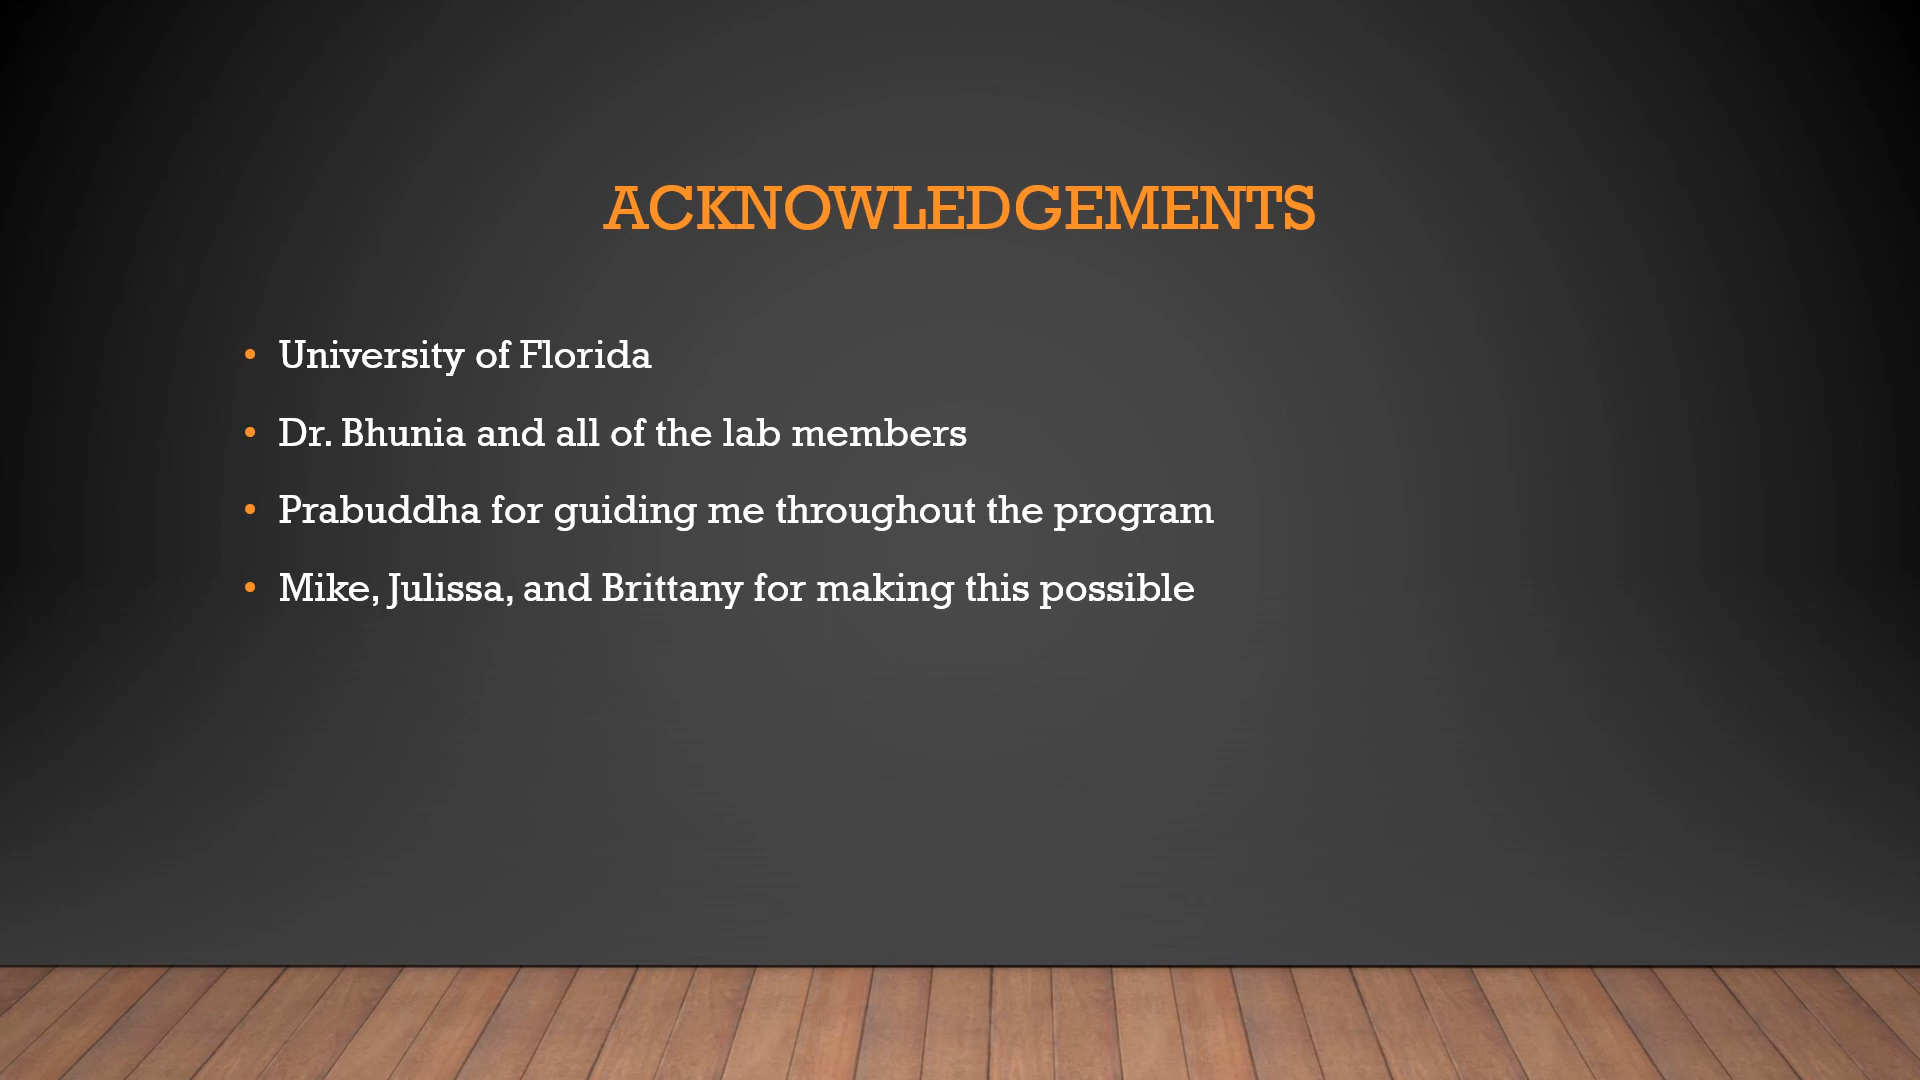 ACKNOWLEDGEMENTS
• University of Florida
• Dr. Bhunia and all of the lab members
• Prabuddha for guiding me throughout the program
• Mike, Julissa, and Brittany for making this possible